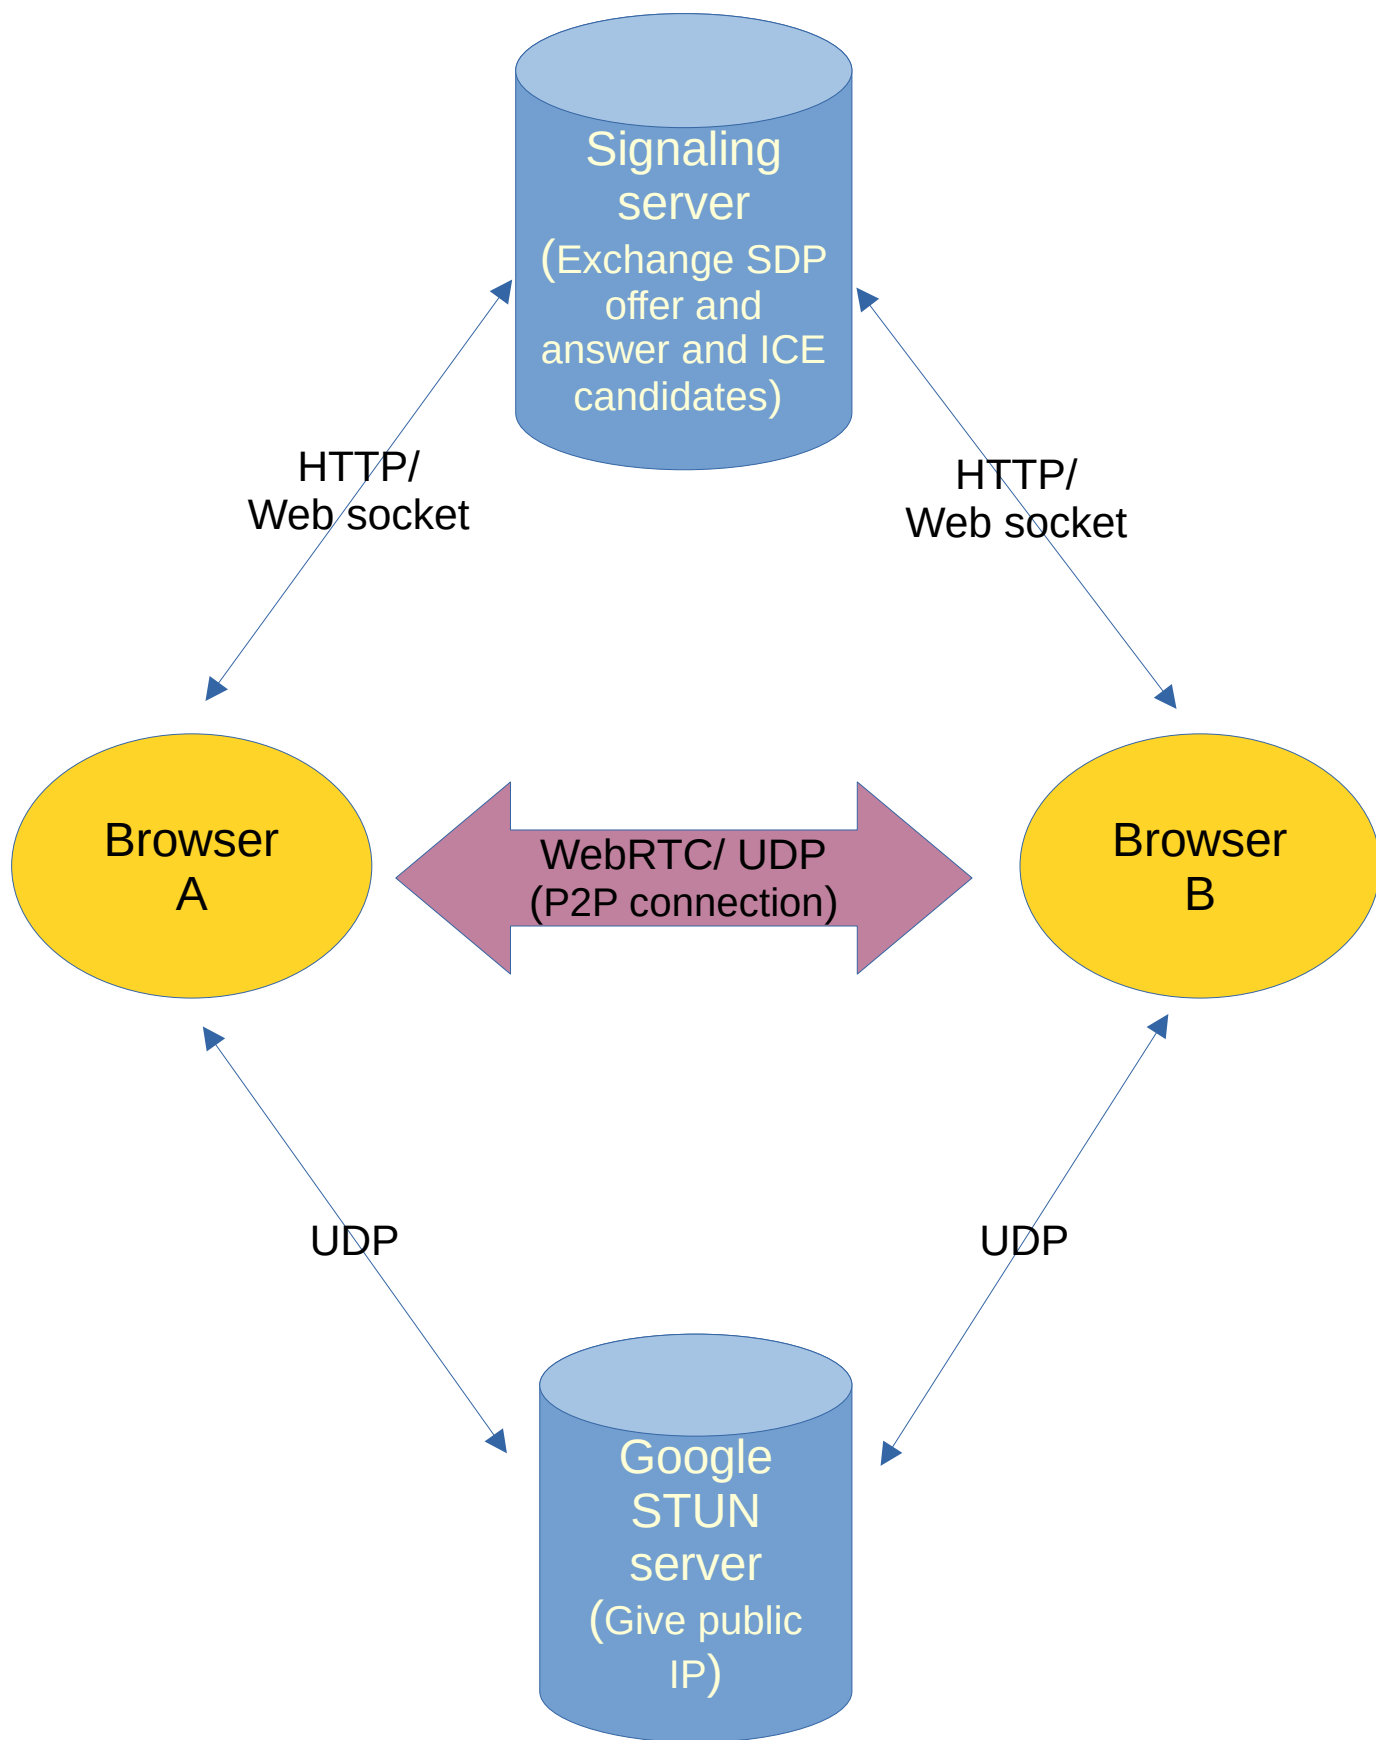 Signaling
server
(Exchange SDP
offer and
answer and ICE
candidates)
HTTP/
Web socket
HTTP/
Web socket
Browser
A
WebRTC/ UDP
(P2P connection)
Browser
B
UDP
UDP
Google
STUN
server
(Give public
IP)